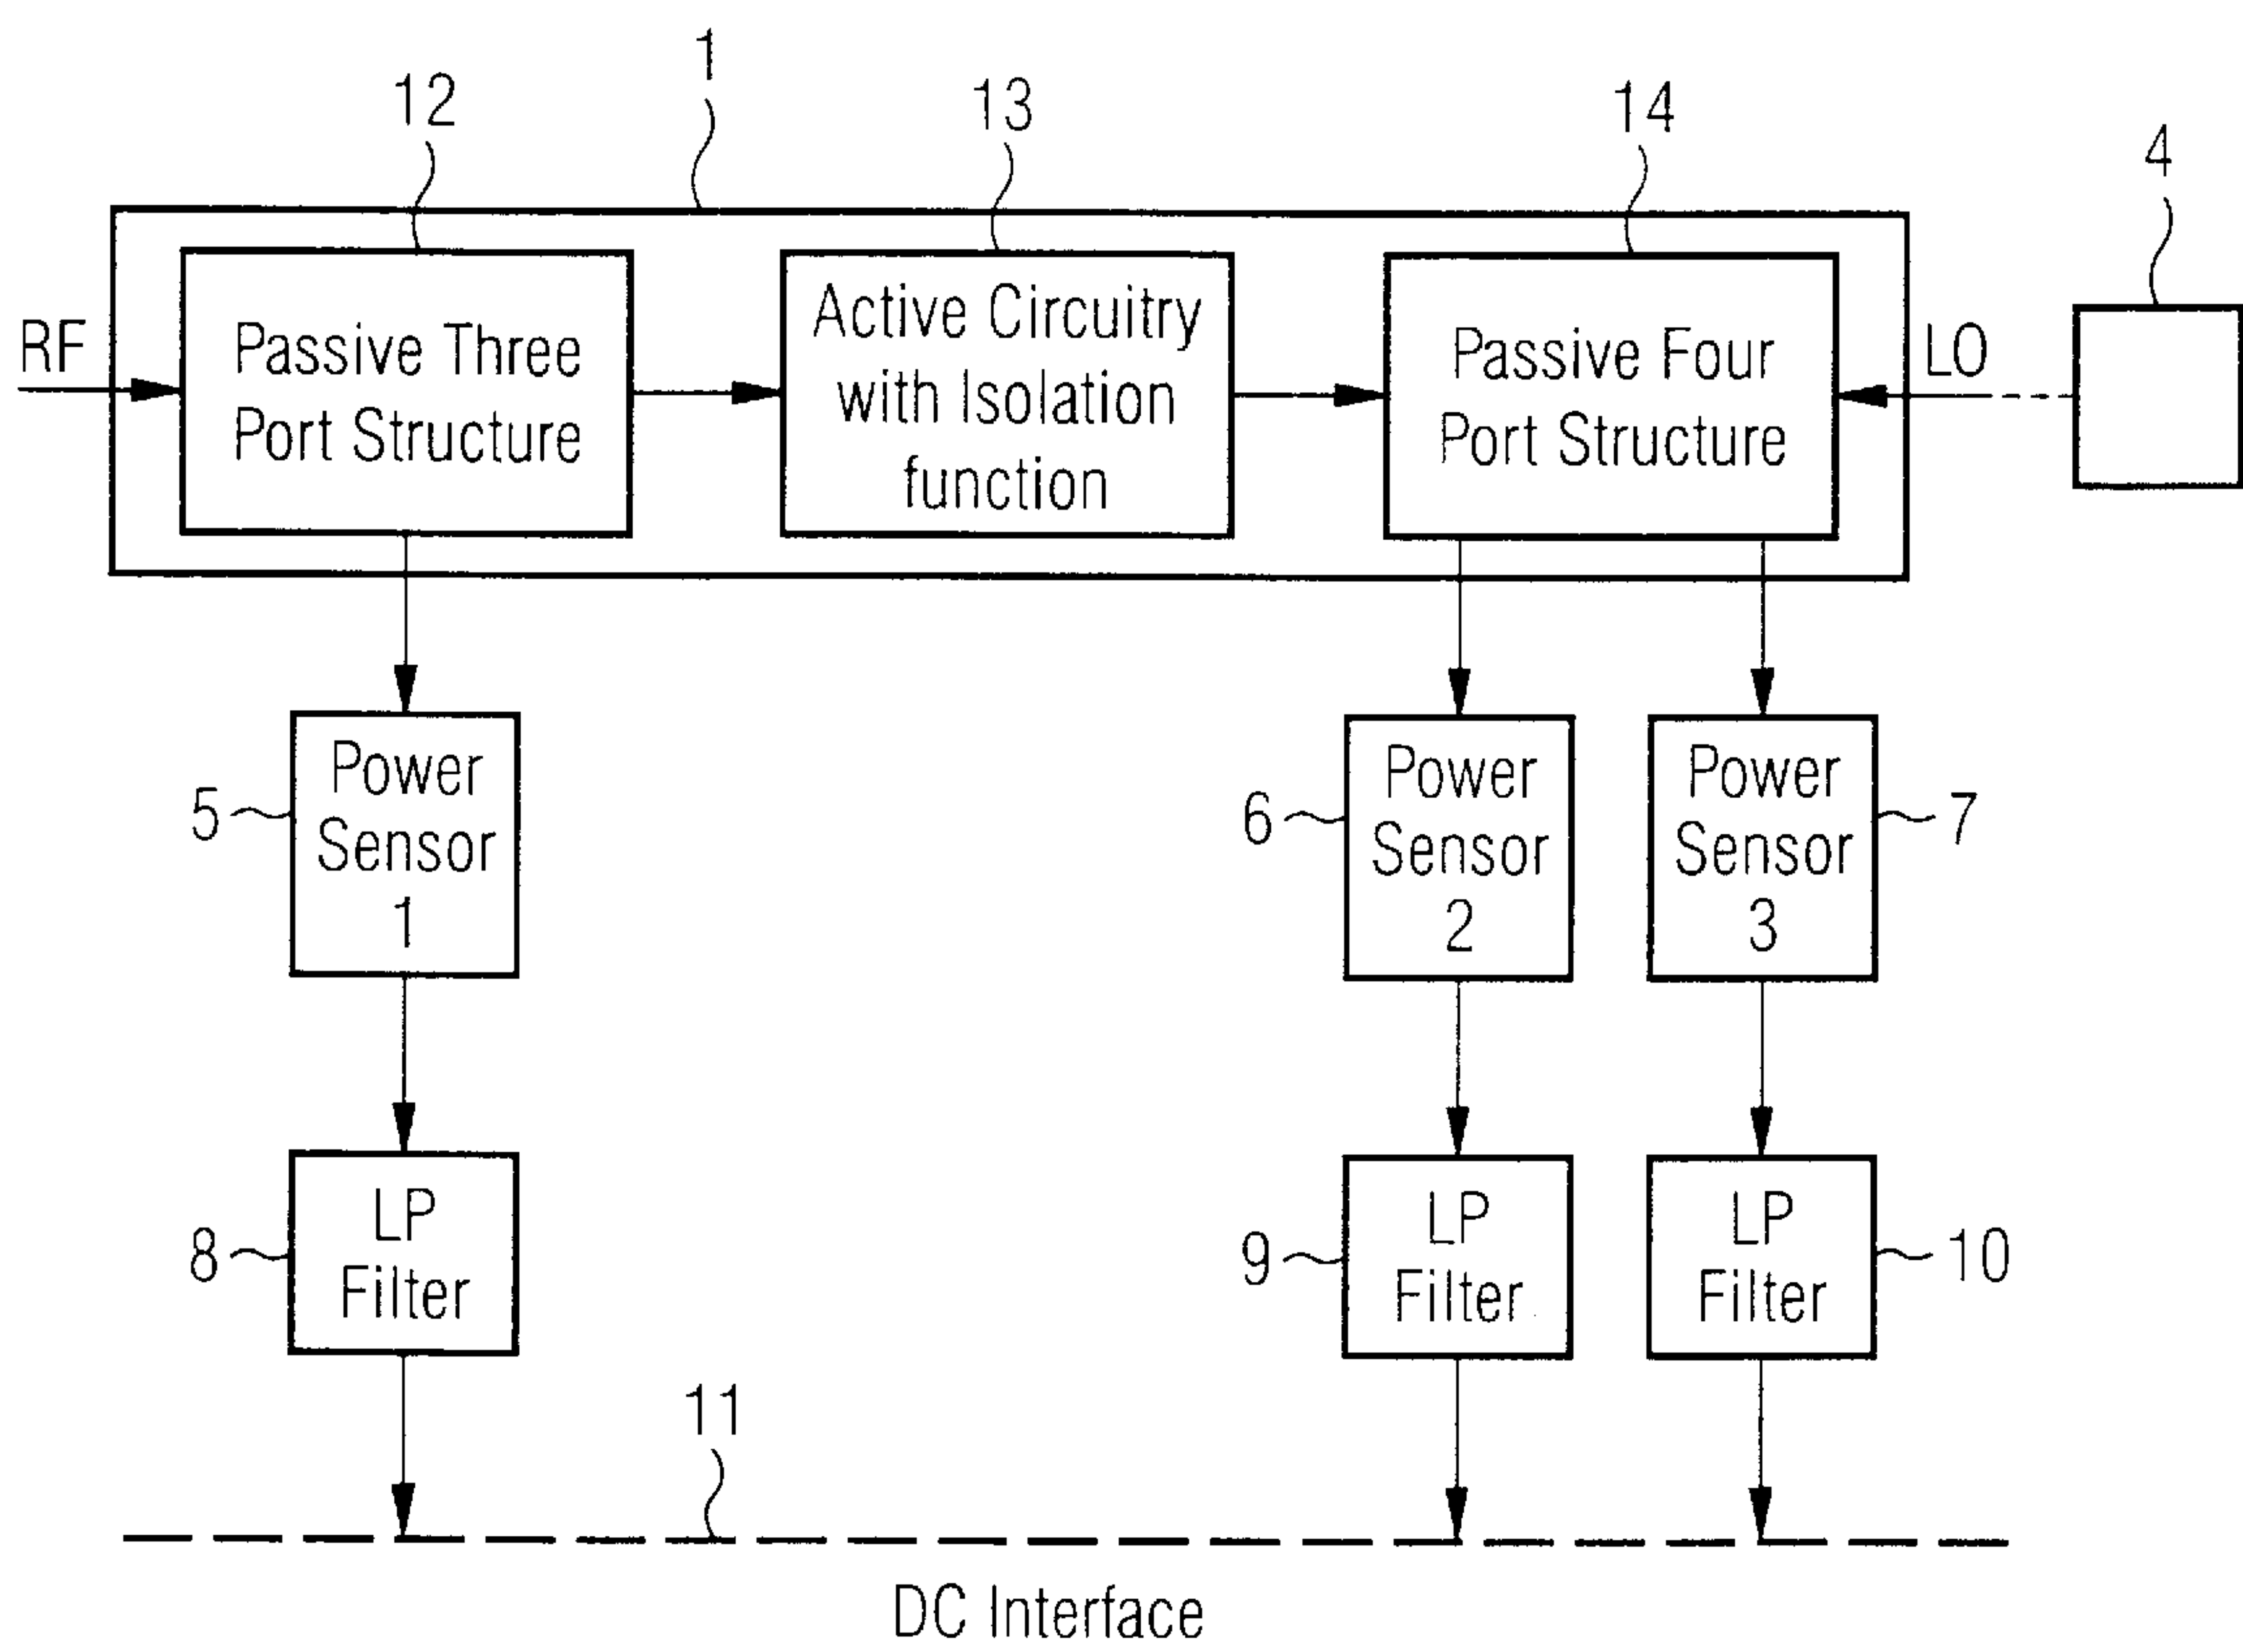 1
12
13
14
4
RF
Passive Three
Port Structure
Active Circuitry
with Isolation
function
Passive Four
Port Structure
LO
5
Power
Sensor
1
6
Power
Sensor
2
Power
Sensor
3
7
8
LP
Filter
9
LP
Filter
LP
Filter
10
11
DC Interface